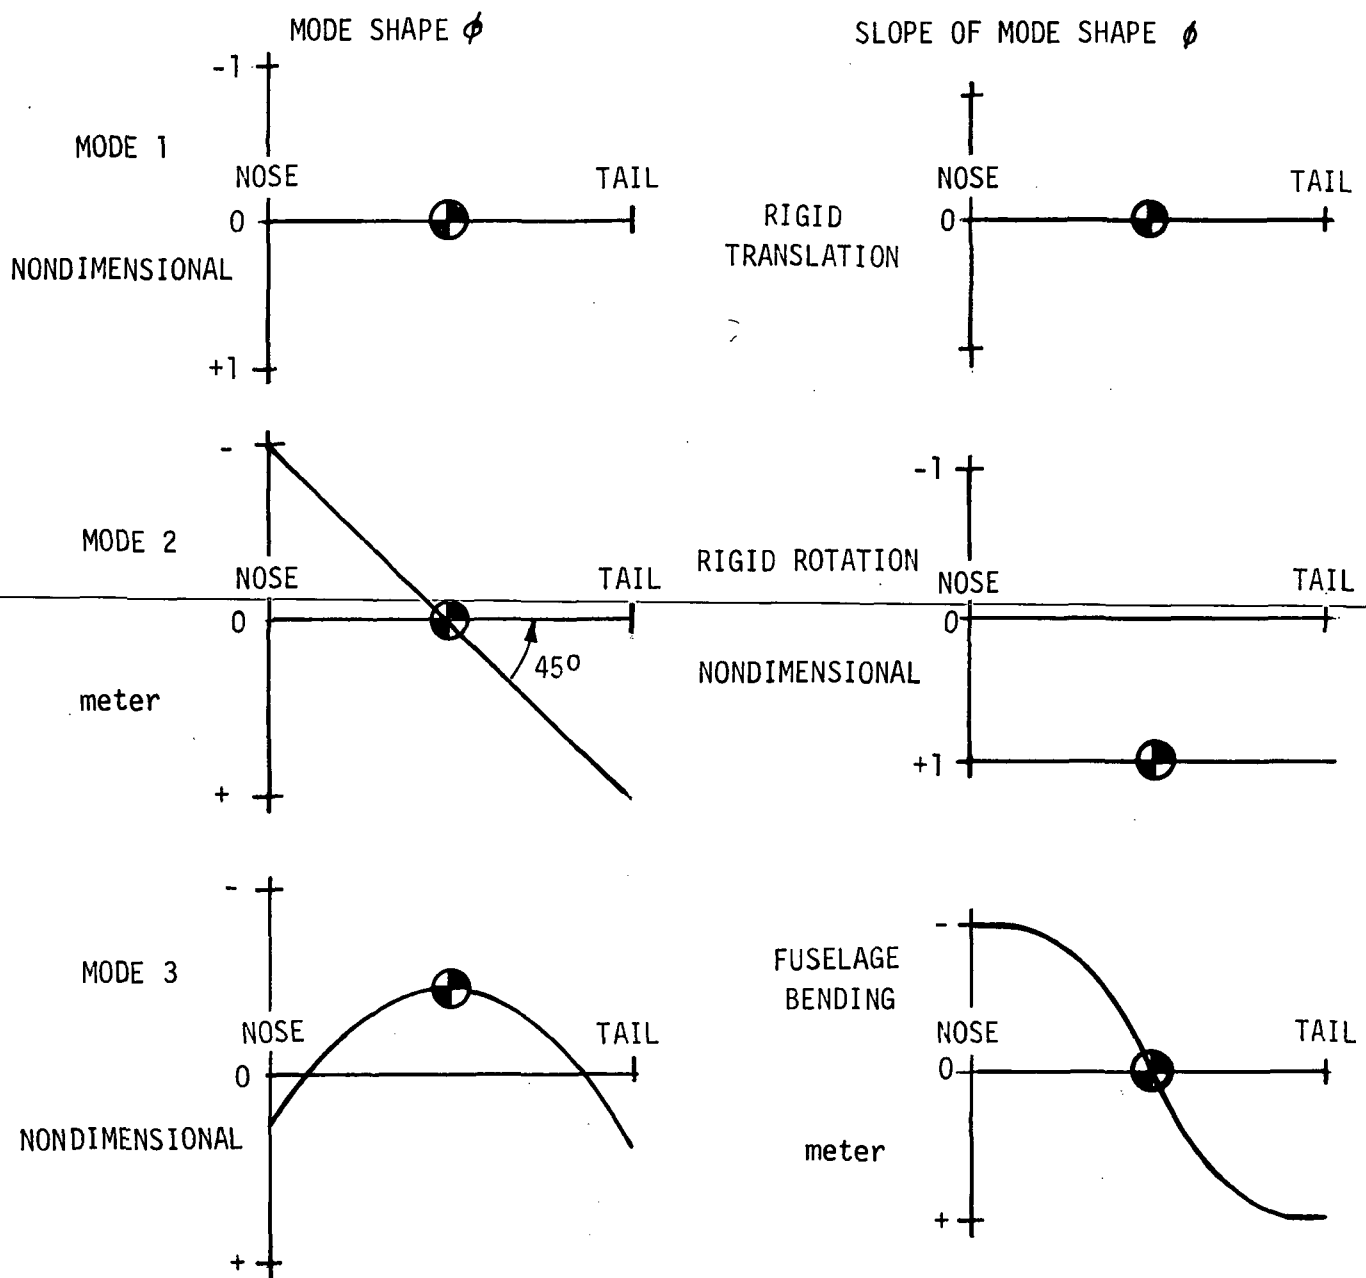 MODE SHAPE ϕ
SLOPE OF MODE SHAPE ϕ
-1
MODE 1
NOSE
TAIL
0
NONDIMENSIONAL
+1
RIGID
TRANSLATION
NOSE
TAIL
0
-
MODE 2
NOSE
TAIL
0
45º
meter
+
-1
RIGID ROTATION
NOSE
TAIL
0
NONDIMENSIONAL
+1
-
MODE 3
NOSE
TAIL
0
NONDIMENSIONAL
+
-
FUSELAGE
BENDING
NOSE
TAIL
0
meter
+